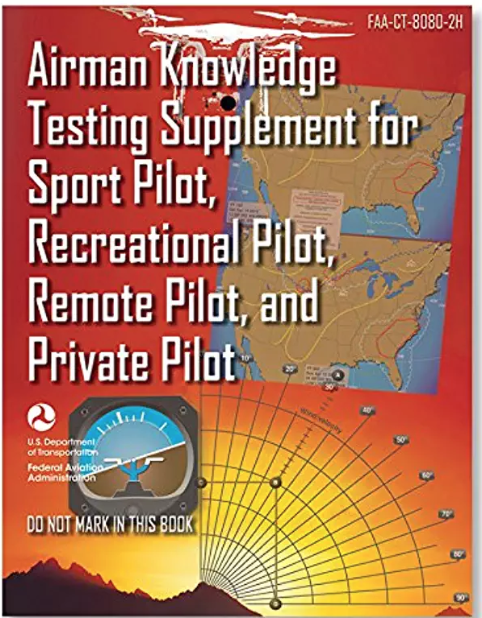 FAA-CT-8080-2H
Airman Knowledge
Testing Supplement for
Sport Pilot,
Recreational Pilot,
Remote Pilot, and
Private Pilot
10°
20°
30°
40°
50°
60°
70°
80°
90°
Wind velocity
U.S. Department
of Transportation
Federal Aviation
Administration
DO NOT MARK IN THIS BOOK